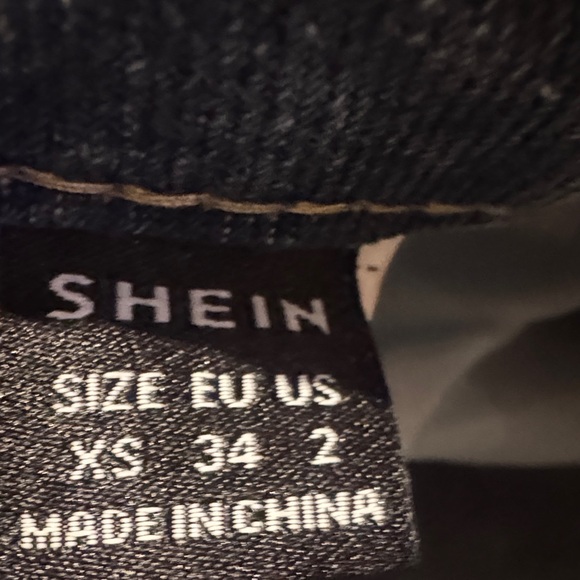 SHEIN
SIZE EU US
XS 34 2
MADE IN CHINA